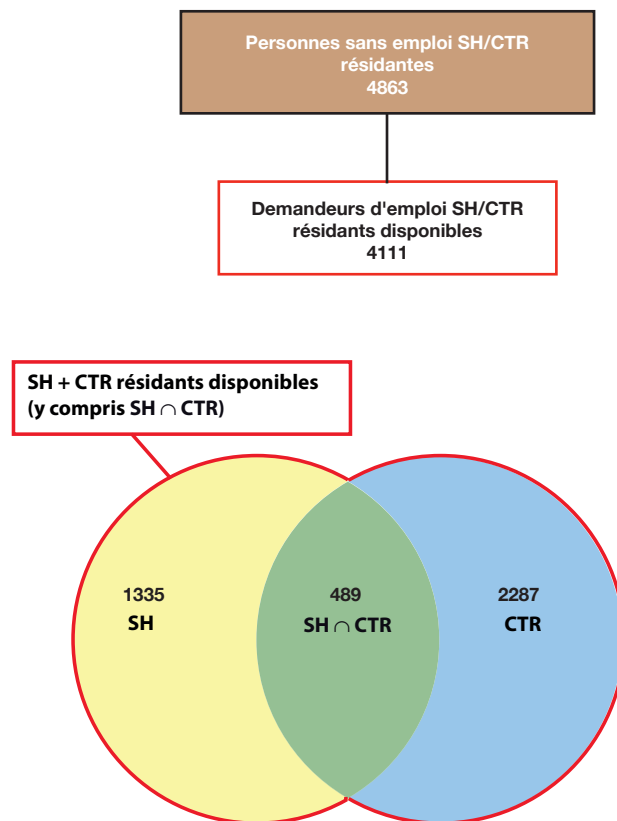 Personnes sans emploi SH/CTR
résidantes
4863
Demandeurs d'emploi SH/CTR
résidants disponibles
4111
SH + CTR résidants disponibles
(y compris SH ∩ CTR)
1335
SH
489
SH ∩ CTR
2287
CTR